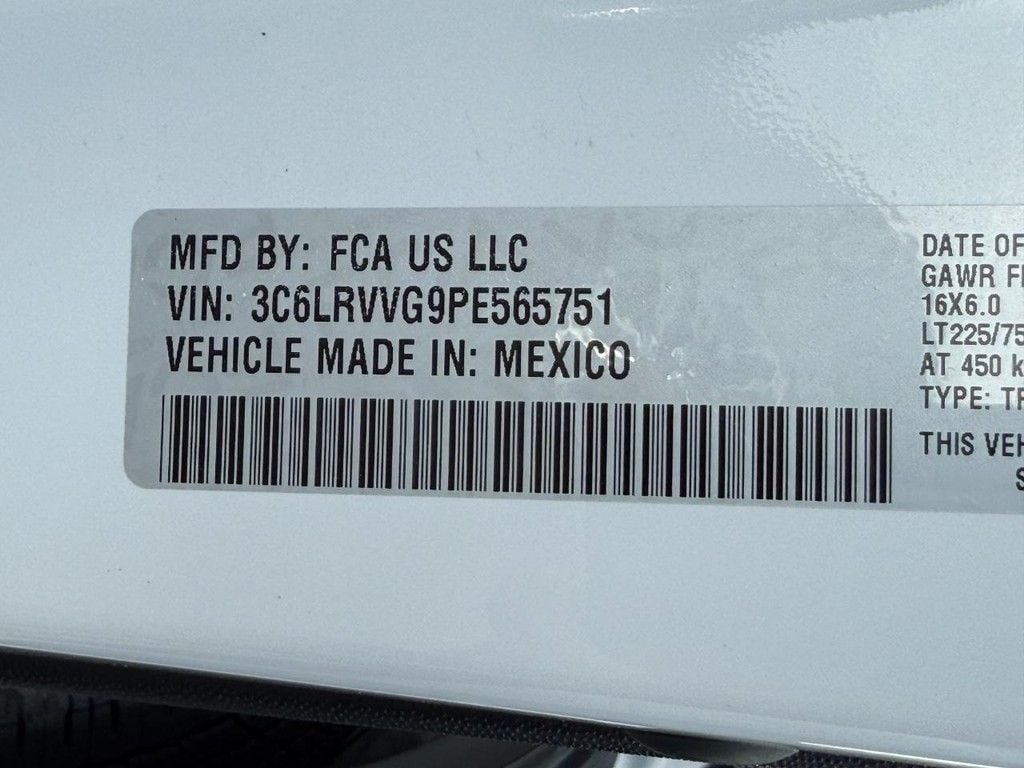 MFD BY: FCA US LLC
VIN: 3C6LRVVG9PE565751
VEHICLE MADE IN: MEXICO
DATE OF
GAWR
16X6.0
LT225/75
AT 450
TYPE:
THIS